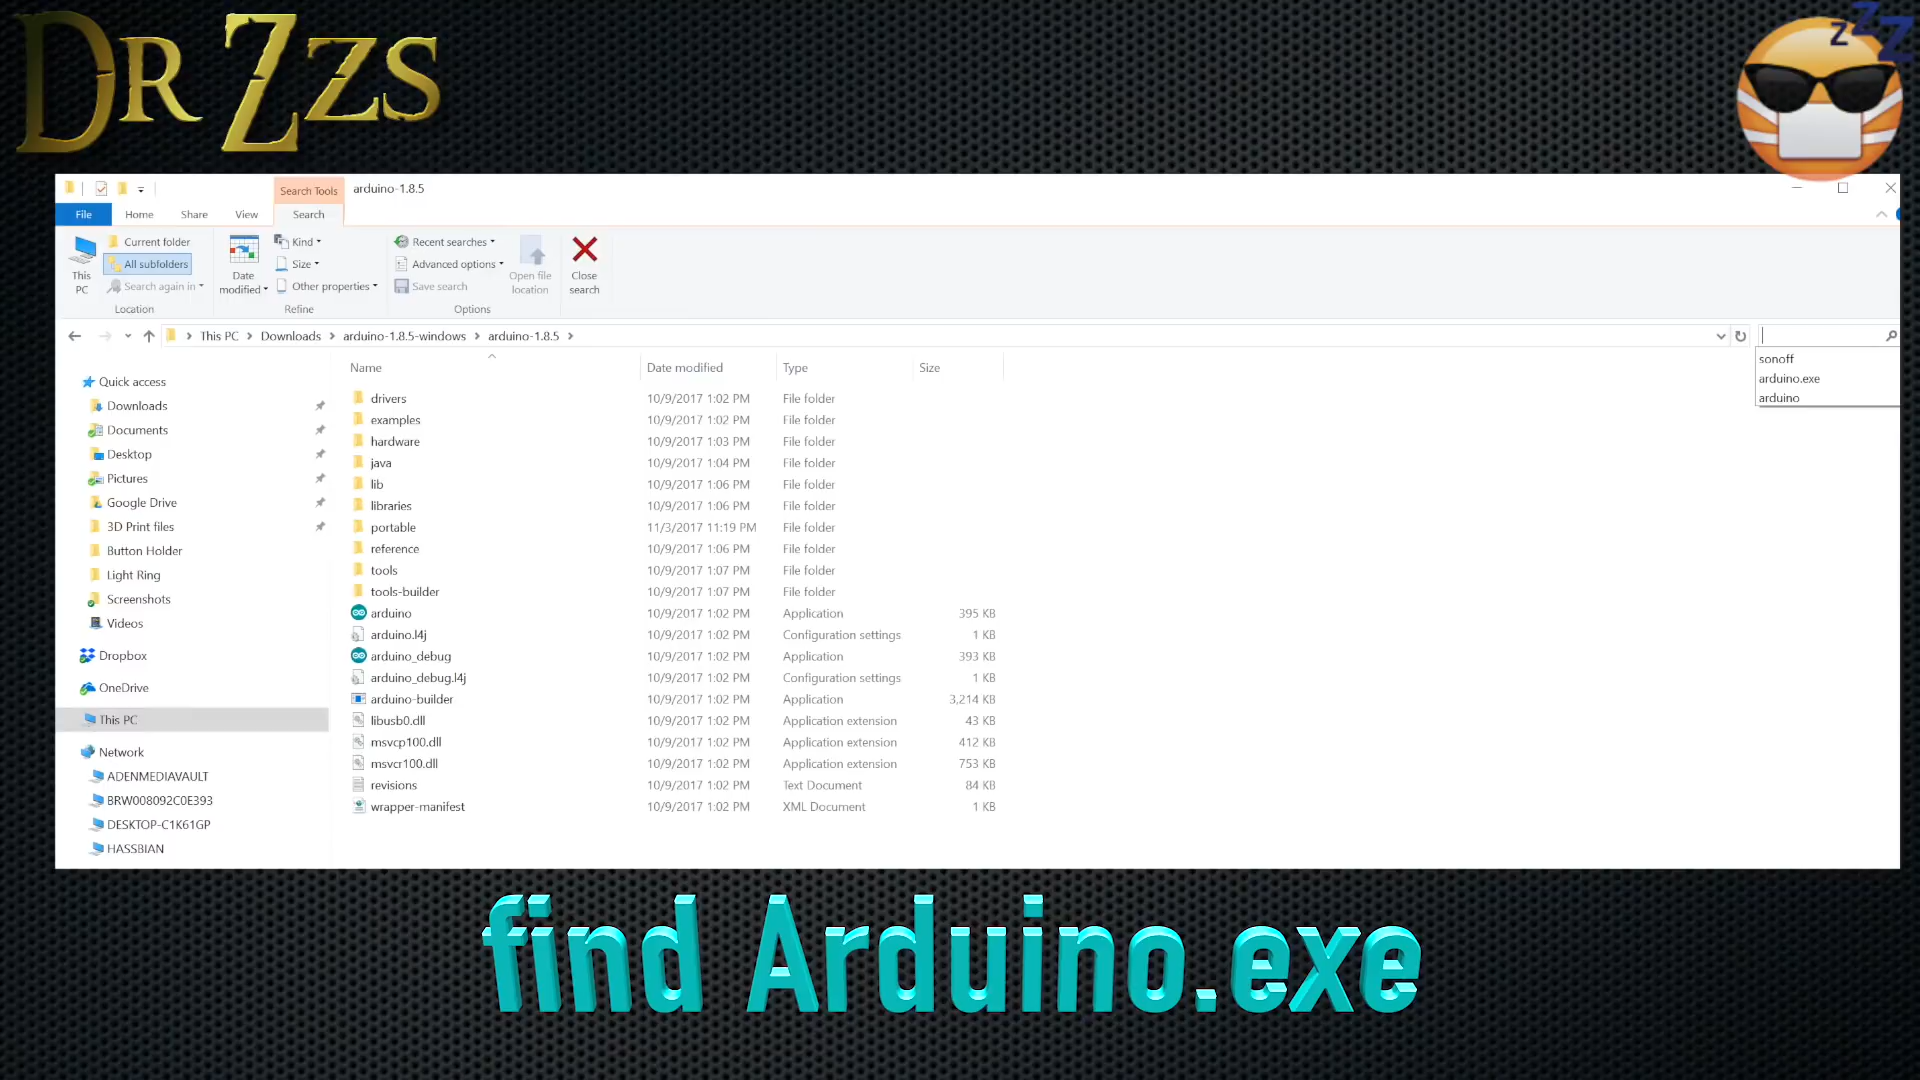 DR ZZS
zZZ
Search Tools
arduino-1.8.5
File
Home
Share
View
Search
This PC
Current folder
All subfolders
Search again in
Location
Date modified
Kind
Size
Other properties
Refine
Recent searches
Advanced options
Save search
Open file location
Options
Close search
This PC > Downloads > arduino-1.8.5-windows > arduino-1.8.5 >
sonoff
arduino.exe
arduino
Quick access
Downloads
Documents
Desktop
Pictures
Google Drive
3D Print files
Button Holder
Light Ring
Screenshots
Videos
Dropbox
OneDrive
This PC
Network
ADENMEDIAVAULT
BRW008092C0E393
DESKTOP-C1K61GP
HASSBIAN
Name Date modified Type Size
drivers 10/9/2017 1:02 PM File folder
examples 10/9/2017 1:02 PM File folder
hardware 10/9/2017 1:03 PM File folder
java 10/9/2017 1:04 PM File folder
lib 10/9/2017 1:06 PM File folder
libraries 10/9/2017 1:06 PM File folder
portable 11/3/2017 11:19 PM File folder
reference 10/9/2017 1:06 PM File folder
tools 10/9/2017 1:07 PM File folder
tools-builder 10/9/2017 1:07 PM File folder
arduino 10/9/2017 1:02 PM Application 395 KB
arduino.l4j 10/9/2017 1:02 PM Configuration settings 1 KB
arduino_debug 10/9/2017 1:02 PM Application 393 KB
arduino_debug.l4j 10/9/2017 1:02 PM Configuration settings 1 KB
arduino-builder 10/9/2017 1:02 PM Application 3,214 KB
libusb0.dll 10/9/2017 1:02 PM Application extension 43 KB
msvcp100.dll 10/9/2017 1:02 PM Application extension 412 KB
msvcr100.dll 10/9/2017 1:02 PM Application extension 753 KB
revisions 10/9/2017 1:02 PM Text Document 84 KB
wrapper-manifest 10/9/2017 1:02 PM XML Document 1 KB
find Arduino.exe